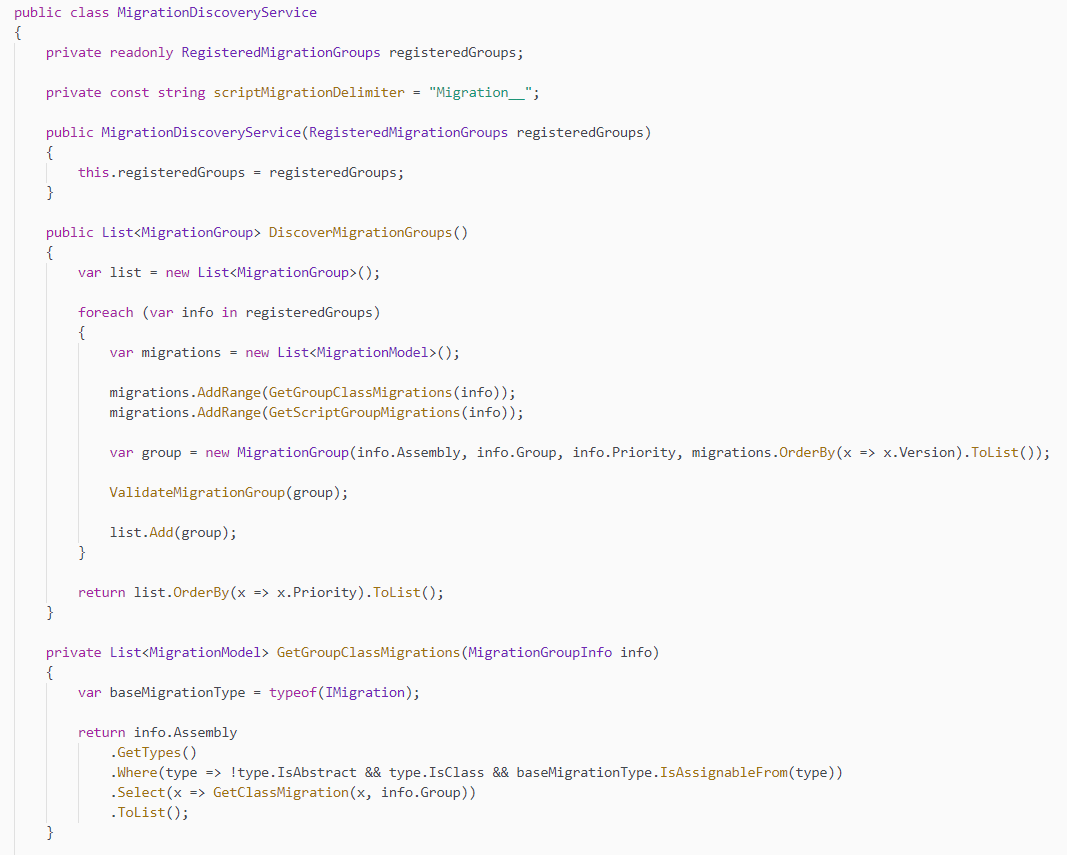 public class MigrationDiscoveryService
{
    private readonly RegisteredMigrationGroups registeredGroups;

    private const string scriptMigrationDelimiter = "Migration__";

    public MigrationDiscoveryService(RegisteredMigrationGroups registeredGroups)
    {
        this.registeredGroups = registeredGroups;
    }

    public List<MigrationGroup> DiscoverMigrationGroups()
    {
        var list = new List<MigrationGroup>();

        foreach (var info in registeredGroups)
        {
            var migrations = new List<MigrationModel>();

            migrations.AddRange(GetGroupClassMigrations(info));
            migrations.AddRange(GetScriptGroupMigrations(info));

            var group = new MigrationGroup(info.Assembly, info.Group, info.Priority, migrations.OrderBy(x => x.Version).ToList());

            ValidateMigrationGroup(group);

            list.Add(group);
        }

        return list.OrderBy(x => x.Priority).ToList();
    }

    private List<MigrationModel> GetGroupClassMigrations(MigrationGroupInfo info)
    {
        var baseMigrationType = typeof(IMigration);

        return info.Assembly
            .GetTypes()
            .Where(type => !type.IsAbstract && type.IsClass && baseMigrationType.IsAssignableFrom(type))
            .Select(x => GetClassMigration(x, info.Group))
            .ToList();
    }